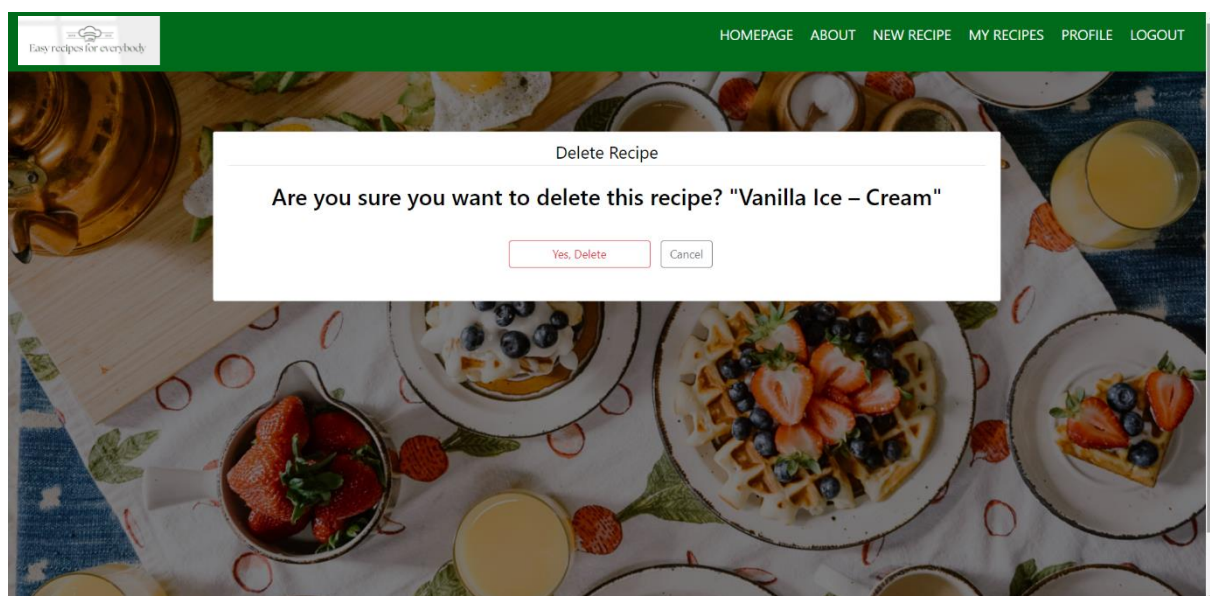 Easy recipes for everybody
HOMEPAGE ABOUT NEW RECIPE MY RECIPES PROFILE LOGOUT
Delete Recipe
Are you sure you want to delete this recipe? "Vanilla Ice – Cream"
Yes, Delete Cancel